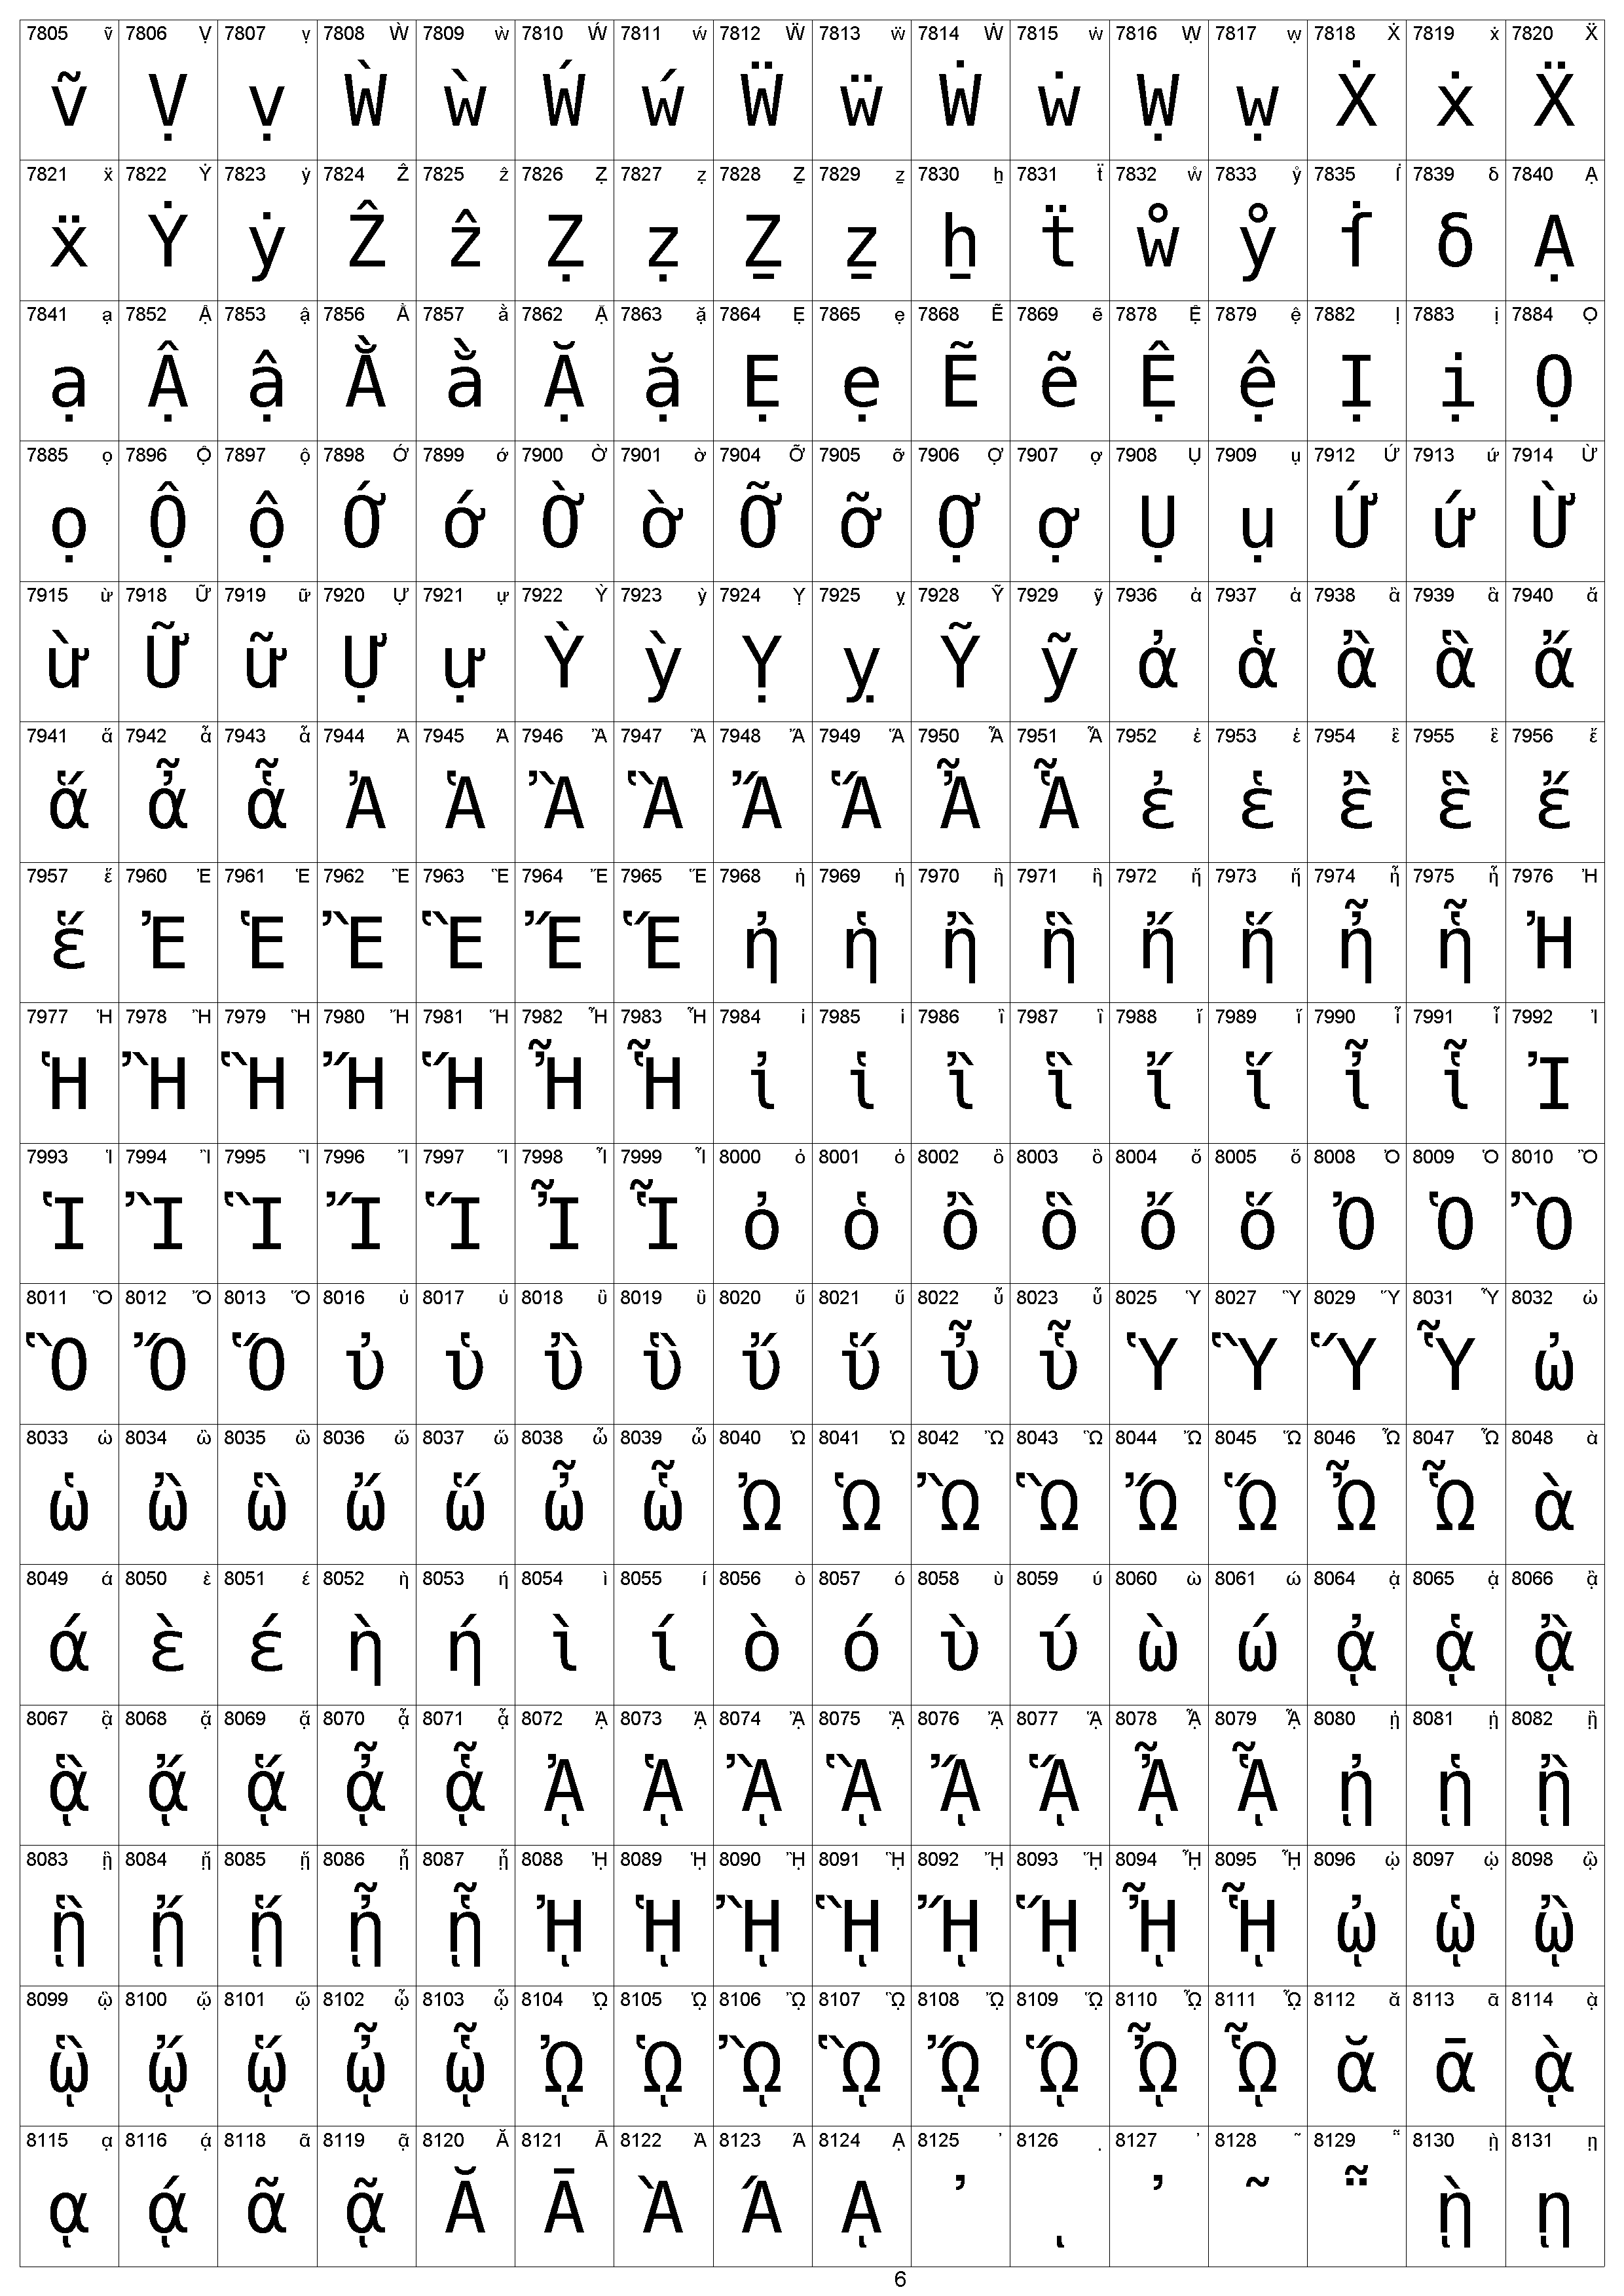 7805 ṽ 7806 Ṿ 7807 ṿ 7808 Ẁ 7809 ẁ 7810 Ẃ 7811 ẃ 7812 Ẅ 7813 ẅ 7814 Ẇ 7815 ẇ 7816 Ẉ 7817 ẉ 7818 Ẋ 7819 ẋ 7820 Ẍ
ṽ Ṿ ṿ Ẁ ẁ Ẃ ẃ Ẅ ẅ Ẇ ẇ Ẉ ẉ Ẋ ẋ Ẍ
7821 ẍ 7822 Ẏ 7823 ẏ 7824 Ẑ 7825 ẑ 7826 Ẓ 7827 ẓ 7828 Ẕ 7829 ẕ 7830 ẖ 7831 ẗ 7832 ẘ 7833 ẙ 7835 ẛ 7839 ẟ 7840 Ạ
ẍ Ẏ ẏ Ẑ ẑ Ẓ ẓ Ẕ ẕ ẖ ẗ ẘ ẙ ẛ ẟ Ạ
7841 ạ 7852 Ậ 7853 ậ 7856 Ằ 7857 ằ 7862 Ặ 7863 ặ 7864 Ẹ 7865 ẹ 7868 Ẽ 7869 ẽ 7878 Ệ 7879 ệ 7882 Ị 7883 ị 7884 Ọ
ạ Ậ ậ Ằ ằ Ặ ặ Ẹ ẹ Ẽ ẽ Ệ ệ Ị ị Ọ
7885 ọ 7896 Ộ 7897 ộ 7898 Ớ 7899 ớ 7900 Ờ 7901 ờ 7904 Ỡ 7905 ỡ 7906 Ợ 7907 ợ 7908 Ụ 7909 ụ 7912 Ứ 7913 ứ 7914 Ừ
ọ Ộ ộ Ớ ớ Ờ ờ Ỡ ỡ Ợ ợ Ụ ụ Ứ ứ Ừ
7915 ừ 7918 Ữ 7919 ữ 7920 Ự 7921 ự 7922 Ỳ 7923 ỳ 7924 Ỵ 7925 ỵ 7928 Ỹ 7929 ỹ 7936 ἀ 7937 ἁ 7938 ἂ 7939 ἃ 7940 ἄ
ừ Ữ ữ Ự ự Ỳ ỳ Ỵ ỵ Ỹ ỹ ἀ ἁ ἂ ἃ ἄ
7941 ἅ 7942 ἆ 7943 ἇ 7944 Ἀ 7945 Ἁ 7946 Ἂ 7947 Ἃ 7948 Ἄ 7949 Ἅ 7950 Ἆ 7951 Ἇ 7952 ἐ 7953 ἑ 7954 ἒ 7955 ἓ 7956 ἔ
ἅ ἆ ἇ Ἀ Ἁ Ἂ Ἃ Ἄ Ἅ Ἆ Ἇ ἐ ἑ ἒ ἓ ἔ
7957 ἕ 7960 Ἐ 7961 Ἑ 7962 Ἒ 7963 Ἓ 7964 Ἔ 7965 Ἕ 7968 ἠ 7969 ἡ 7970 ἢ 7971 ἣ 7972 ἤ 7973 ἥ 7974 ἦ 7975 ἧ 7976 Ἠ
ἕ Ἐ Ἑ Ἒ Ἓ Ἔ Ἕ ἠ ἡ ἢ ἣ ἤ ἥ ἦ ἧ Ἠ
7977 Ἡ 7978 Ἢ 7979 Ἣ 7980 Ἤ 7981 Ἥ 7982 Ἦ 7983 Ἧ 7984 ἰ 7985 ἱ 7986 ἲ 7987 ἳ 7988 ἴ 7989 ἵ 7990 ἶ 7991 ἷ 7992 Ἰ
Ἡ Ἢ Ἣ Ἤ Ἥ Ἦ Ἧ ἰ ἱ ἲ ἳ ἴ ἵ ἶ ἷ Ἰ
7993 Ἱ 7994 Ἲ 7995 Ἳ 7996 Ἴ 7997 Ἵ 7998 Ἶ 7999 Ἷ 8000 ὀ 8001 ὁ 8002 ὂ 8003 ὃ 8004 ὄ 8005 ὅ 8008 Ὀ 8009 Ὁ 8010 Ὂ
Ἱ Ἲ Ἳ Ἴ Ἵ Ἶ Ἷ ὀ ὁ ὂ ὃ ὄ ὅ Ὀ Ὁ Ὂ
8011 Ὃ 8012 Ὄ 8013 Ὅ 8016 ὐ 8017 ὑ 8018 ὒ 8019 ὓ 8020 ὔ 8021 ὕ 8022 ὖ 8023 ὗ 8025 Ὑ 8027 Ὓ 8029 Ὕ 8031 Ὗ 8032 ὠ
Ὃ Ὄ Ὅ ὐ ὑ ὒ ὓ ὔ ὕ ὖ ὗ Ὑ Ὓ Ὕ Ὗ ὠ
8033 ὡ 8034 ὢ 8035 ὣ 8036 ὤ 8037 ὥ 8038 ὦ 8039 ὧ 8040 Ὠ 8041 Ὡ 8042 Ὢ 8043 Ὣ 8044 Ὤ 8045 Ὥ 8046 Ὦ 8047 Ὧ 8048 ὰ
ὡ ὢ ὣ ὤ ὥ ὦ ὧ Ὠ Ὡ Ὢ Ὣ Ὤ Ὥ Ὦ Ὧ ὰ
8049 ά 8050 ὲ 8051 έ 8052 ὴ 8053 ή 8054 ὶ 8055 ί 8056 ὸ 8057 ό 8058 ὺ 8059 ύ 8060 ὼ 8061 ώ 8064 ᾀ 8065 ᾁ 8066 ᾂ
ά ὲ έ ὴ ή ὶ ί ὸ ό ὺ ύ ὼ ώ ᾀ ᾁ ᾂ
8067 ᾃ 8068 ᾄ 8069 ᾅ 8070 ᾆ 8071 ᾇ 8072 ᾈ 8073 ᾉ 8074 ᾊ 8075 ᾋ 8076 ᾌ 8077 ᾍ 8078 ᾎ 8079 ᾏ 8080 ᾐ 8081 ᾑ 8082 ᾒ
ᾃ ᾄ ᾅ ᾆ ᾇ ᾈ ᾉ ᾊ ᾋ ᾌ ᾍ ᾎ ᾏ ᾐ ᾑ ᾒ
8083 ᾓ 8084 ᾔ 8085 ᾕ 8086 ᾖ 8087 ᾗ 8088 ᾘ 8089 ᾙ 8090 ᾚ 8091 ᾛ 8092 ᾜ 8093 ᾝ 8094 ᾞ 8095 ᾟ 8096 ᾠ 8097 ᾡ 8098 ᾢ
ᾓ ᾔ ᾕ ᾖ ᾗ ᾘ ᾙ ᾚ ᾛ ᾜ ᾝ ᾞ ᾟ ᾠ ᾡ ᾢ
8099 ᾣ 8100 ᾤ 8101 ᾥ 8102 ᾦ 8103 ᾧ 8104 ᾨ 8105 ᾩ 8106 ᾪ 8107 ᾫ 8108 ᾬ 8109 ᾭ 8110 ᾮ 8111 ᾯ 8112 ᾰ 8113 ᾱ 8114 ᾲ
ᾣ ᾤ ᾥ ᾦ ᾧ ᾨ ᾩ ᾪ ᾫ ᾬ ᾭ ᾮ ᾯ ᾰ ᾱ ᾲ
8115 ᾳ 8116 ᾴ 8118 ᾶ 8119 ᾷ 8120 Ᾰ 8121 Ᾱ 8122 Ὰ 8123 Ά 8124 ᾼ 8125 ᾽ 8126 ι 8127 ᾿ 8128 ῀ 8129 ῁ 8130 ῂ 8131 ῃ
ᾳ ᾴ ᾶ ᾷ Ᾰ Ᾱ Ὰ Ά ᾼ ᾽ ι ᾿ ῀ ῁ ῂ ῃ
6